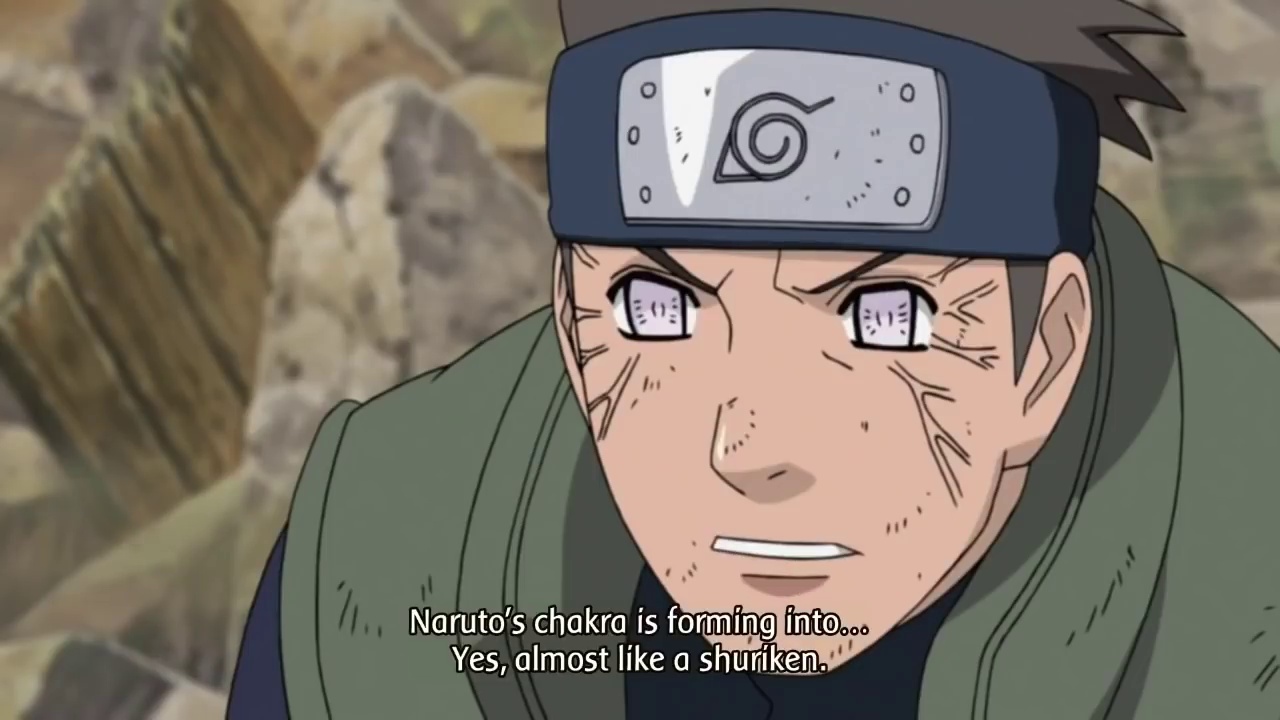 Naruto's chakra is forming into...
Yes, almost like a shuriken.